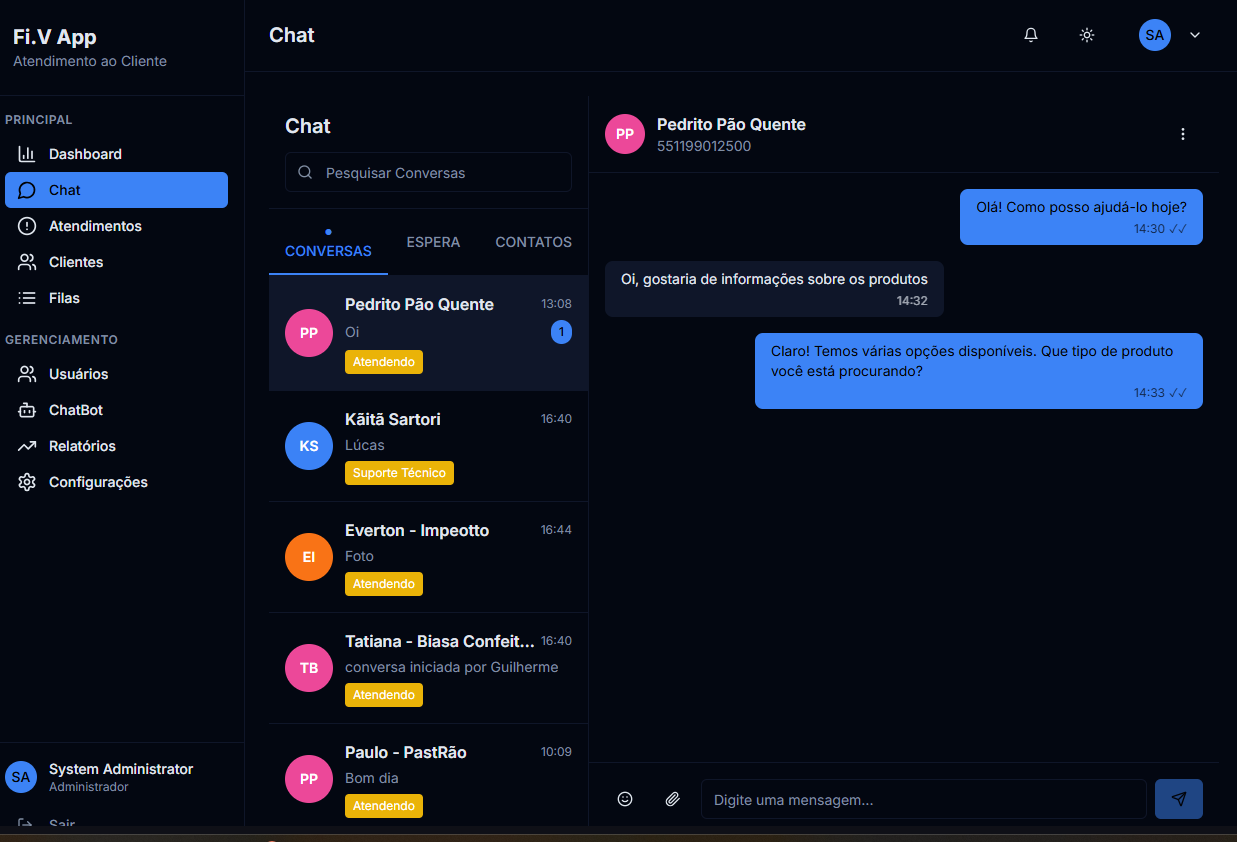 Fi.V App
Atendimento ao Cliente
PRINCIPAL
Dashboard
Chat
Atendimentos
Clientes
Filas
GERENCIAMENTO
Usuários
ChatBot
Relatórios
Configurações
SA
System Administrator
Administrador
Sair
Chat
SA
Chat
Pesquisar Conversas
CONVERSAS
ESPERA
CONTATOS
PP
Pedrito Pão Quente
13:08
Oi
1
Atendendo
KS
Kãitã Sartori
16:40
Lúcas
Suporte Técnico
EI
Everton - Impeotto
16:44
Foto
Atendendo
TB
Tatiana - Biasa Confeit...
16:40
conversa iniciada por Guilherme
Atendendo
PP
Paulo - PastRão
10:09
Bom dia
Atendendo
PP
Pedrito Pão Quente
551199012500
Olá! Como posso ajudá-lo hoje?
14:30 ✓✓
Oi, gostaria de informações sobre os produtos
14:32
Claro! Temos várias opções disponíveis. Que tipo de produto
você está procurando?
14:33 ✓✓
Digite uma mensagem...